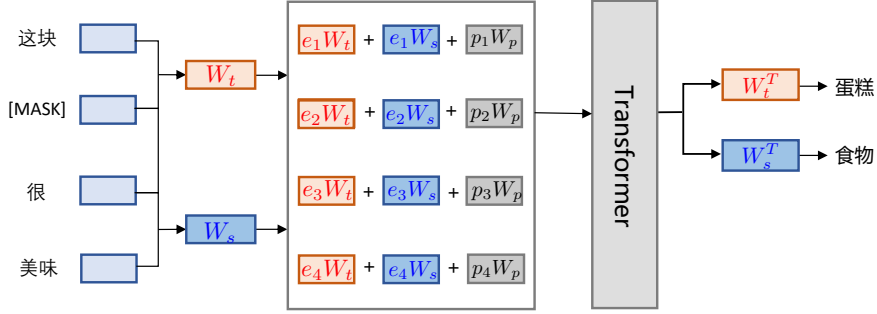 这块
[MASK]
很
美味
W_t
W_s
e_1W_t + e_1W_s + p_1W_p
e_2W_t + e_2W_s + p_2W_p
e_3W_t + e_3W_s + p_3W_p
e_4W_t + e_4W_s + p_4W_p
Transformer
W_t^T
蛋糕
W_s^T
食物